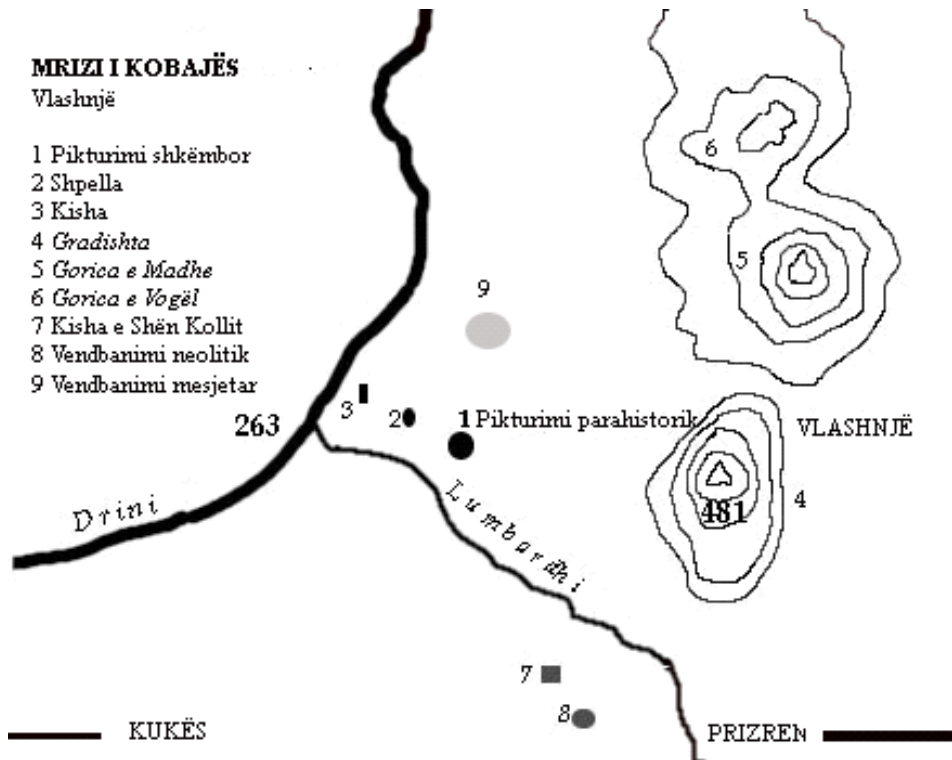 MRIZI I KOBAJËS
Vlashnjë
1 Pikturimi shkëmbor
2 Shpella
3 Kisha
4 Gradishta
5 Gorica e Madhe
6 Gorica e Vogël
7 Kisha e Shën Kollit
8 Vendbanimi neolitik
9 Vendbanimi mesjetar
6
5
9
3
2
1 Pikturimi parahistorik
VLASHNJË
263
4
481
Drini
Lumbardhi
7
8
KUKËS
PRIZREN